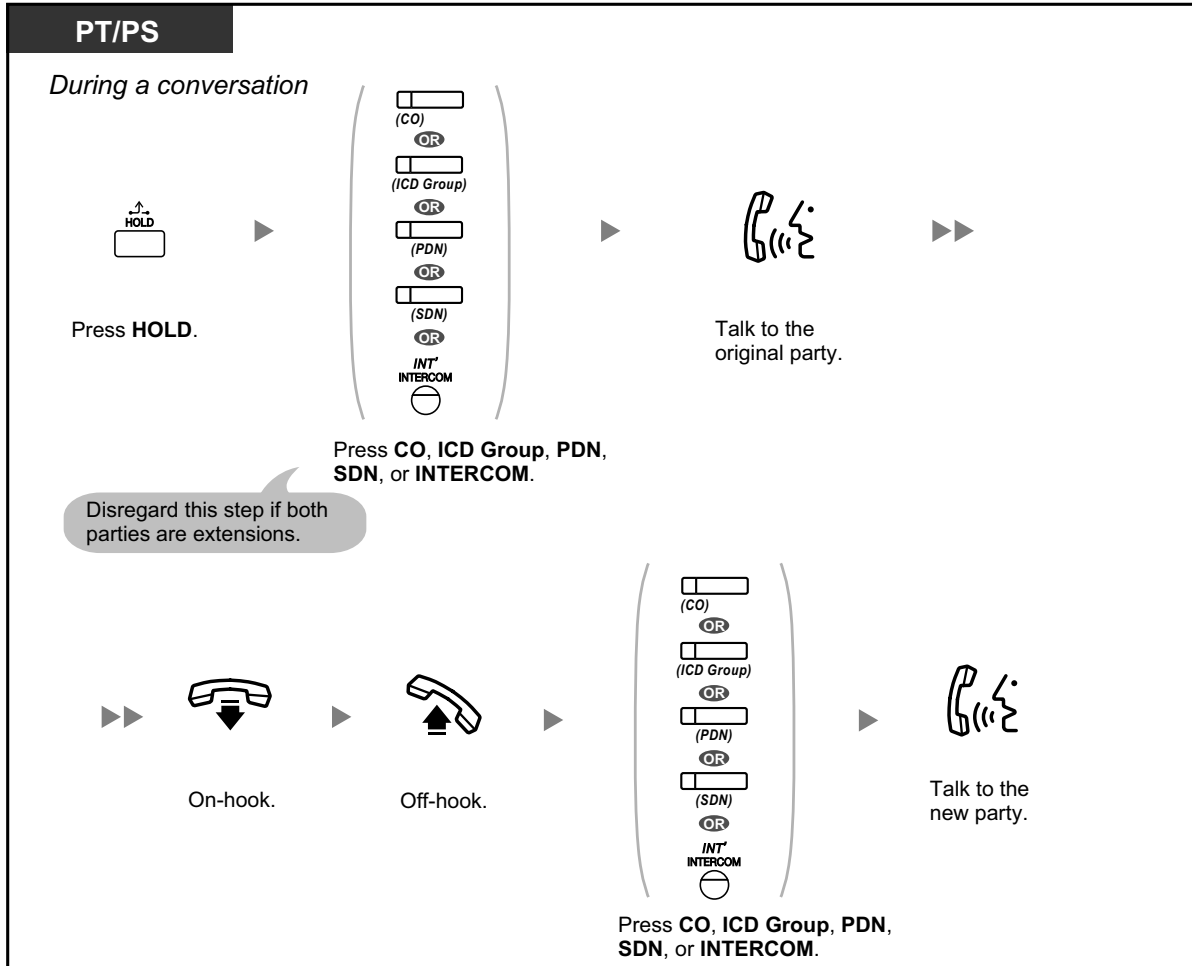 PT/PS
During a conversation
HOLD
Press HOLD.
(CO)
OR
(ICD Group)
OR
(PDN)
OR
(SDN)
OR
INT'
INTERCOM
Press CO, ICD Group, PDN,
SDN, or INTERCOM.
Disregard this step if both
parties are extensions.
Talk to the
original party.
On-hook.
Off-hook.
(CO)
OR
(ICD Group)
OR
(PDN)
OR
(SDN)
OR
INT'
INTERCOM
Press CO, ICD Group, PDN,
SDN, or INTERCOM.
Talk to the
new party.